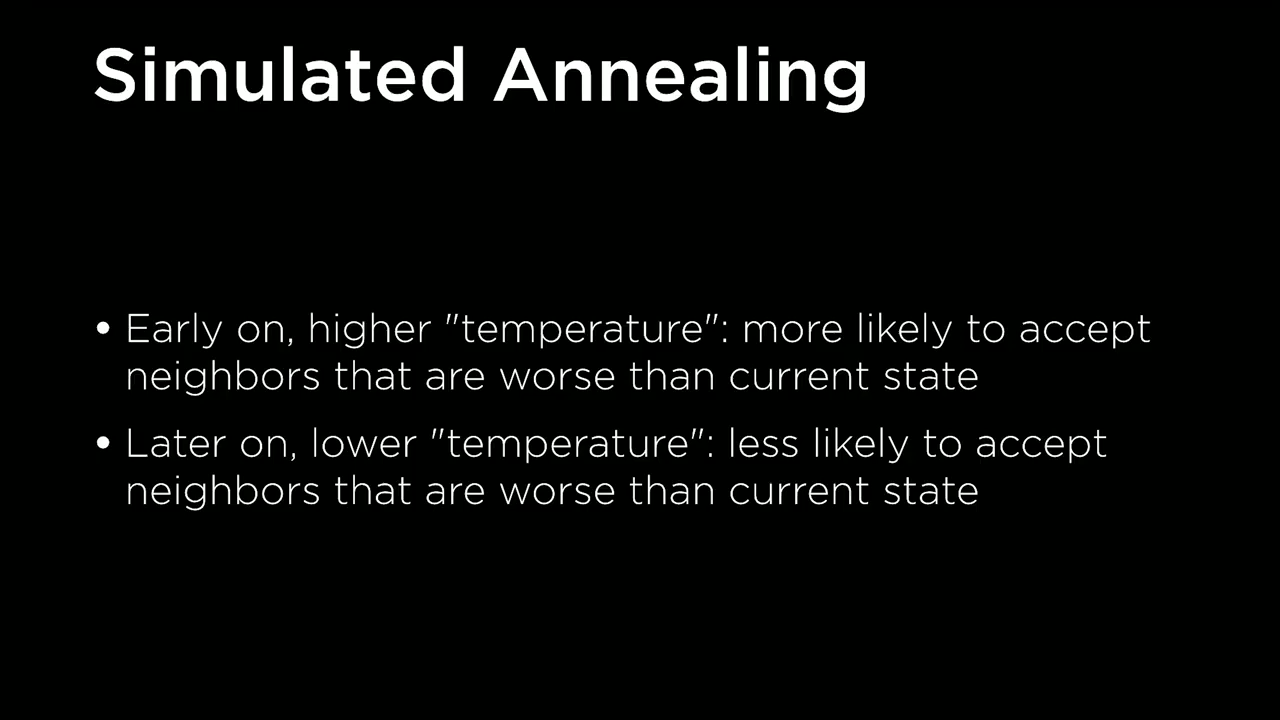 Simulated Annealing
• Early on, higher "temperature": more likely to accept
neighbors that are worse than current state
• Later on, lower "temperature": less likely to accept
neighbors that are worse than current state